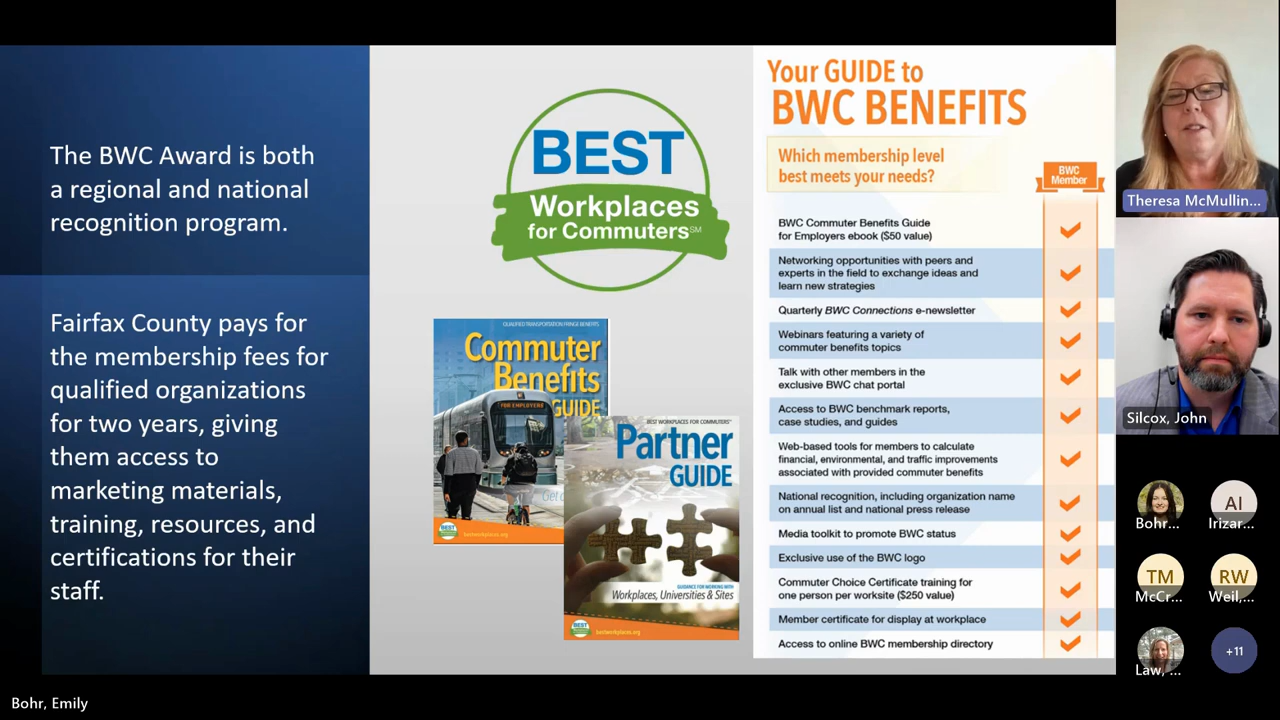 The BWC Award is both
a regional and national
recognition program.
Fairfax County pays for
the membership fees for
qualified organizations
for two years, giving
them access to
marketing materials,
training, resources, and
certifications for their
staff.
BEST
Workplaces
for Commuters℠
QUALIFIED TRANSPORTATION FRINGE BENEFITS
Commuter
Benefits
GUIDE
FOR EMPLOYERS
Get
BEST
bestworkplaces.org
BEST WORKPLACES FOR COMMUTERS
Partner
GUIDE
GUIDANCE FOR WORKING WITH
Workplaces, Universities & Sites
BEST
bestworkplaces.org
Your GUIDE to
BWC BENEFITS
Which membership level
best meets your needs?
BWC
Member
BWC Commuter Benefits Guide
for Employers ebook ($50 value)
Networking opportunities with peers and
experts in the field to exchange ideas and
learn new strategies
Quarterly BWC Connections e-newsletter
Webinars featuring a variety of
commuter benefits topics
Talk with other members in the
exclusive BWC chat portal
Access to BWC benchmark reports,
case studies, and guides
Web-based tools for members to calculate
financial, environmental, and traffic improvements
associated with provided commuter benefits
National recognition, including organization name
on annual list and national press release
Media toolkit to promote BWC status
Exclusive use of the BWC logo
Commuter Choice Certificate training for
one person per worksite ($250 value)
Member certificate for display at workplace
Access to online BWC membership directory
Theresa McMullin...
Silcox, John
Bohr...
AI
Irizar...
TM
McCr...
RW
Weil,...
Law, ...
+11
Bohr, Emily